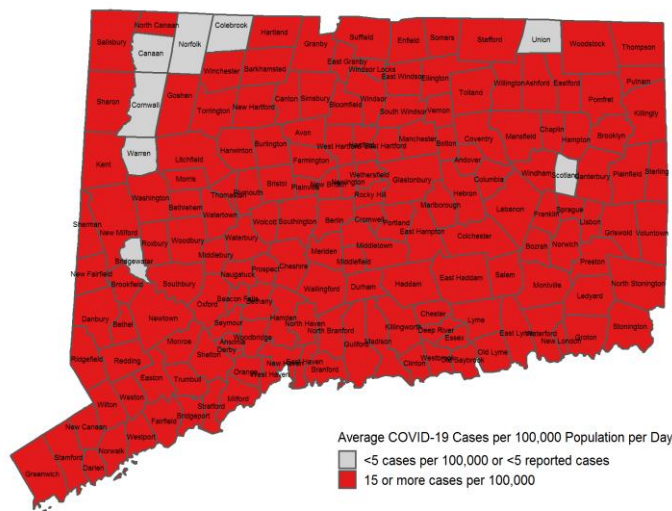 North Canaan
Colebrook
Salisbury
Norfolk
Hartland
Suffield
Enfield
Somers
Stafford
Union
Woodstock
Thompson
Canaan
Granby
East Granby
Windsor Locks
Winchester
Barkhamsted
East Windsor
Ellington
Willington
Ashford
Eastford
Putnam
Sharon
Cornwall
Goshen
Torrington
New Hartford
Canton
Simsbury
Bloomfield
Windsor
South Windsor
Vernon
Tolland
Pomfret
Killingly
Avon
Manchester
Bolton
Coventry
Mansfield
Chaplin
Hampton
Brooklyn
Warren
Kent
Litchfield
Harwinton
Burlington
Farmington
West Hartford
East Hartford
Wethersfield
Glastonbury
Andover
Columbia
Windham
Scotland
Canterbury
Plainfield
Sterling
Morris
Washington
Bethlehem
Thomaston
Plymouth
Bristol
Plainville
Rocky Hill
Hebron
Marlborough
Lebanon
Sprague
Watertown
Wolcott
Southington
Berlin
Cromwell
Portland
East Hampton
Colchester
Franklin
Lisbon
Griswold
Voluntown
Sherman
New Milford
Roxbury
Woodbury
Waterbury
Middlebury
Bridgewater
Meriden
Middletown
Middlefield
Bozrah
Norwich
Preston
New Fairfield
Brookfield
Southbury
Naugatuck
Prospect
Cheshire
Wallingford
Durham
Haddam
East Haddam
Salem
Montville
North Stonington
Danbury
Bethel
Newtown
Oxford
Beacon Falls
Bethany
Seymour
Hamden
North Haven
North Branford
Killingworth
Chester
Deep River
Lyme
Ledyard
Ridgefield
Redding
Monroe
Ansonia
Derby
Woodbridge
Guilford
Madison
Essex
East Lyme
Waterford
New London
Groton
Stonington
Shelton
Orange
New Haven
East Haven
West Haven
Branford
Clinton
Westbrook
Old Saybrook
Old Lyme
Easton
Trumbull
Milford
Stratford
Wilton
Weston
Bridgeport
Fairfield
New Canaan
Westport
Norwalk
Stamford
Darien
Greenwich
Average COVID-19 Cases per 100,000 Population per Day
<5 cases per 100,000 or <5 reported cases
15 or more cases per 100,000